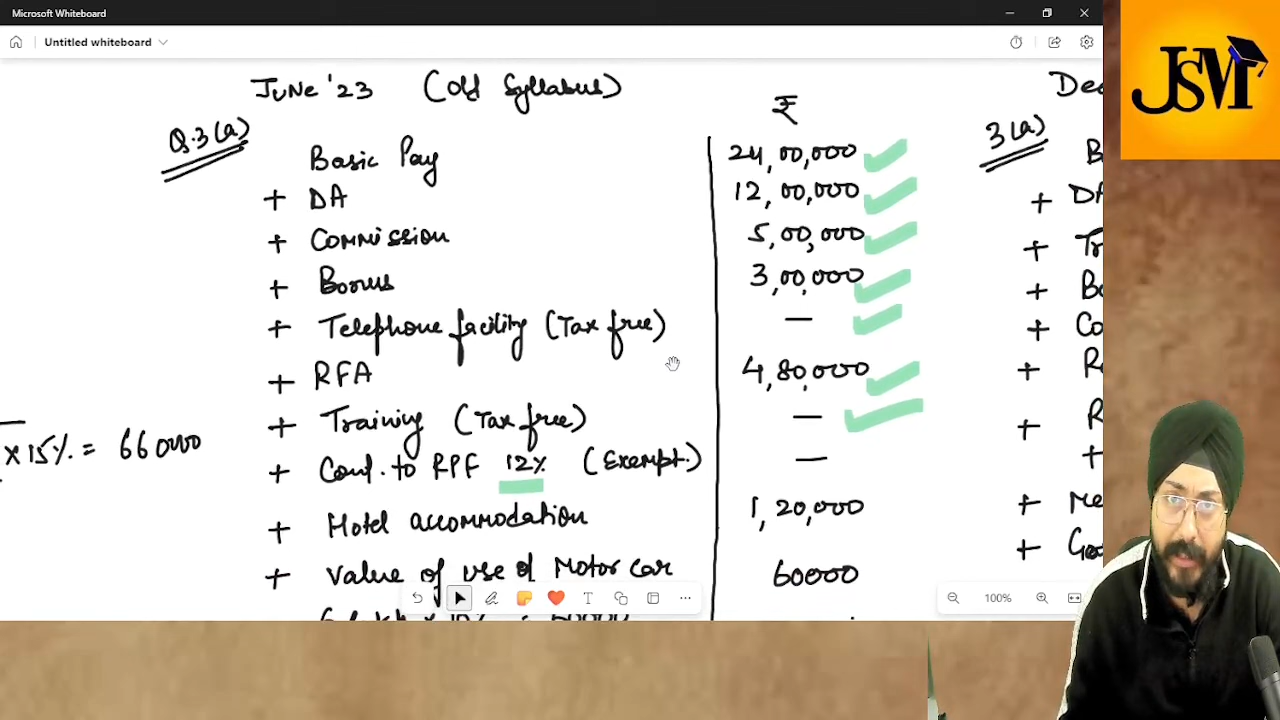 Microsoft Whiteboard
Untitled whiteboard
JUNe '23 (Old Syllabus)
₹
Q.3(a)
Basic Pay 24,00,000
+ DA 12,00,000
+ Commission 5,00,000
+ Bonus 3,00,000
+ Telephone facility (Tax free) —
+ RFA 4,80,000
+ Training (Tax free) —
x 15% = 66000
+ Cont. to RPF 12% (Exempt.) —
+ Hotel accommodation 1,20,000
+ Value of use of Motor car 60000
3(a)
+ DA
+
+
+ Co
+
+
+
+ Me
+ Go
100%
JSM